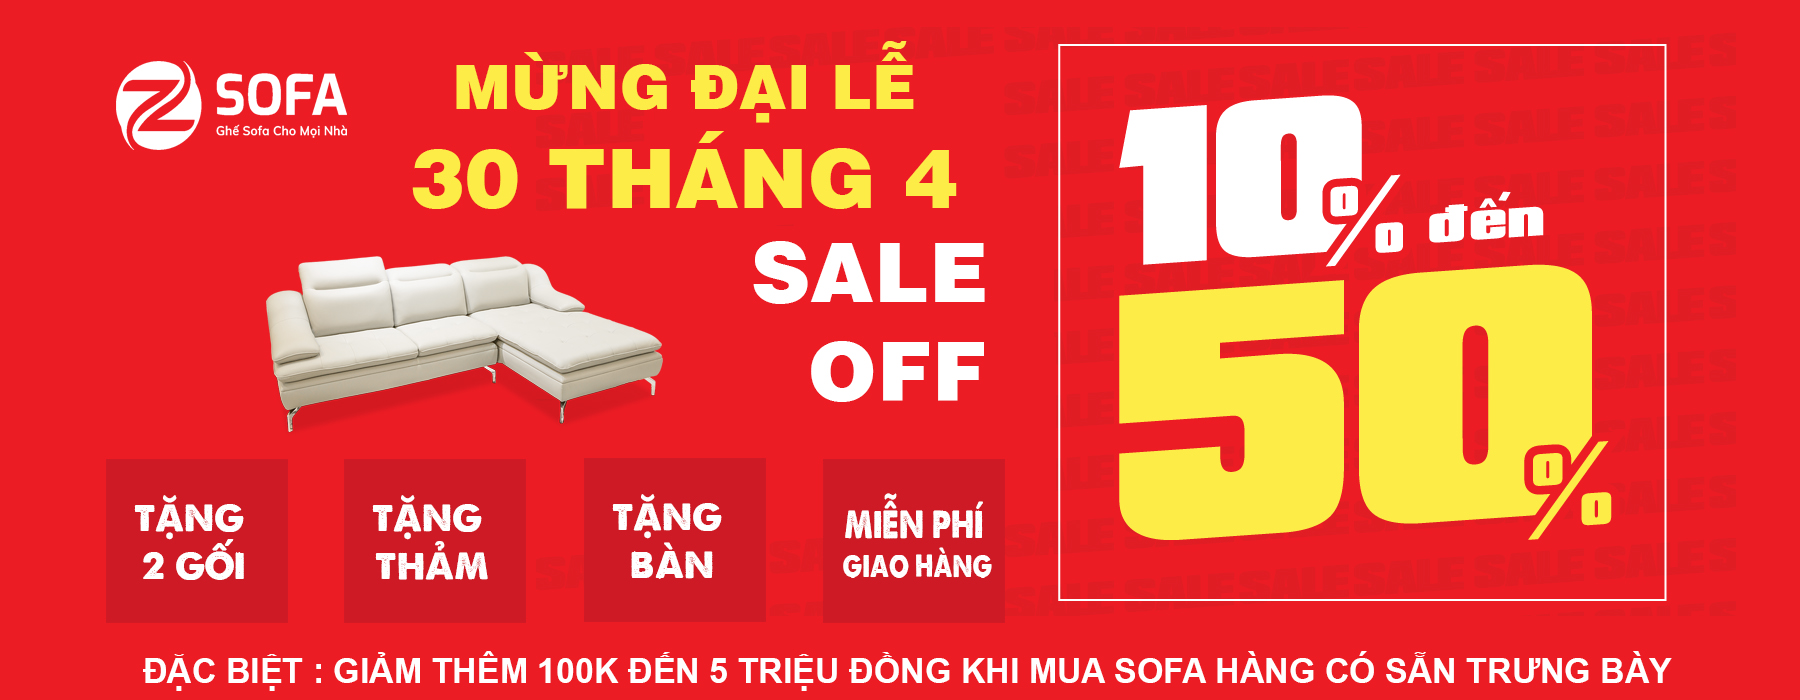 Z SOFA
Ghế Sofa Cho Mọi Nhà
MỪNG ĐẠI LỄ
30 THÁNG 4
SALE
OFF
10% đến
50%
TẶNG
2 GỐI
TẶNG
THẢM
TẶNG
BÀN
MIỄN PHÍ
GIAO HÀNG
ĐẶC BIỆT : GIẢM THÊM 100K ĐẾN 5 TRIỆU ĐỒNG KHI MUA SOFA HÀNG CÓ SẴN TRƯNG BÀY